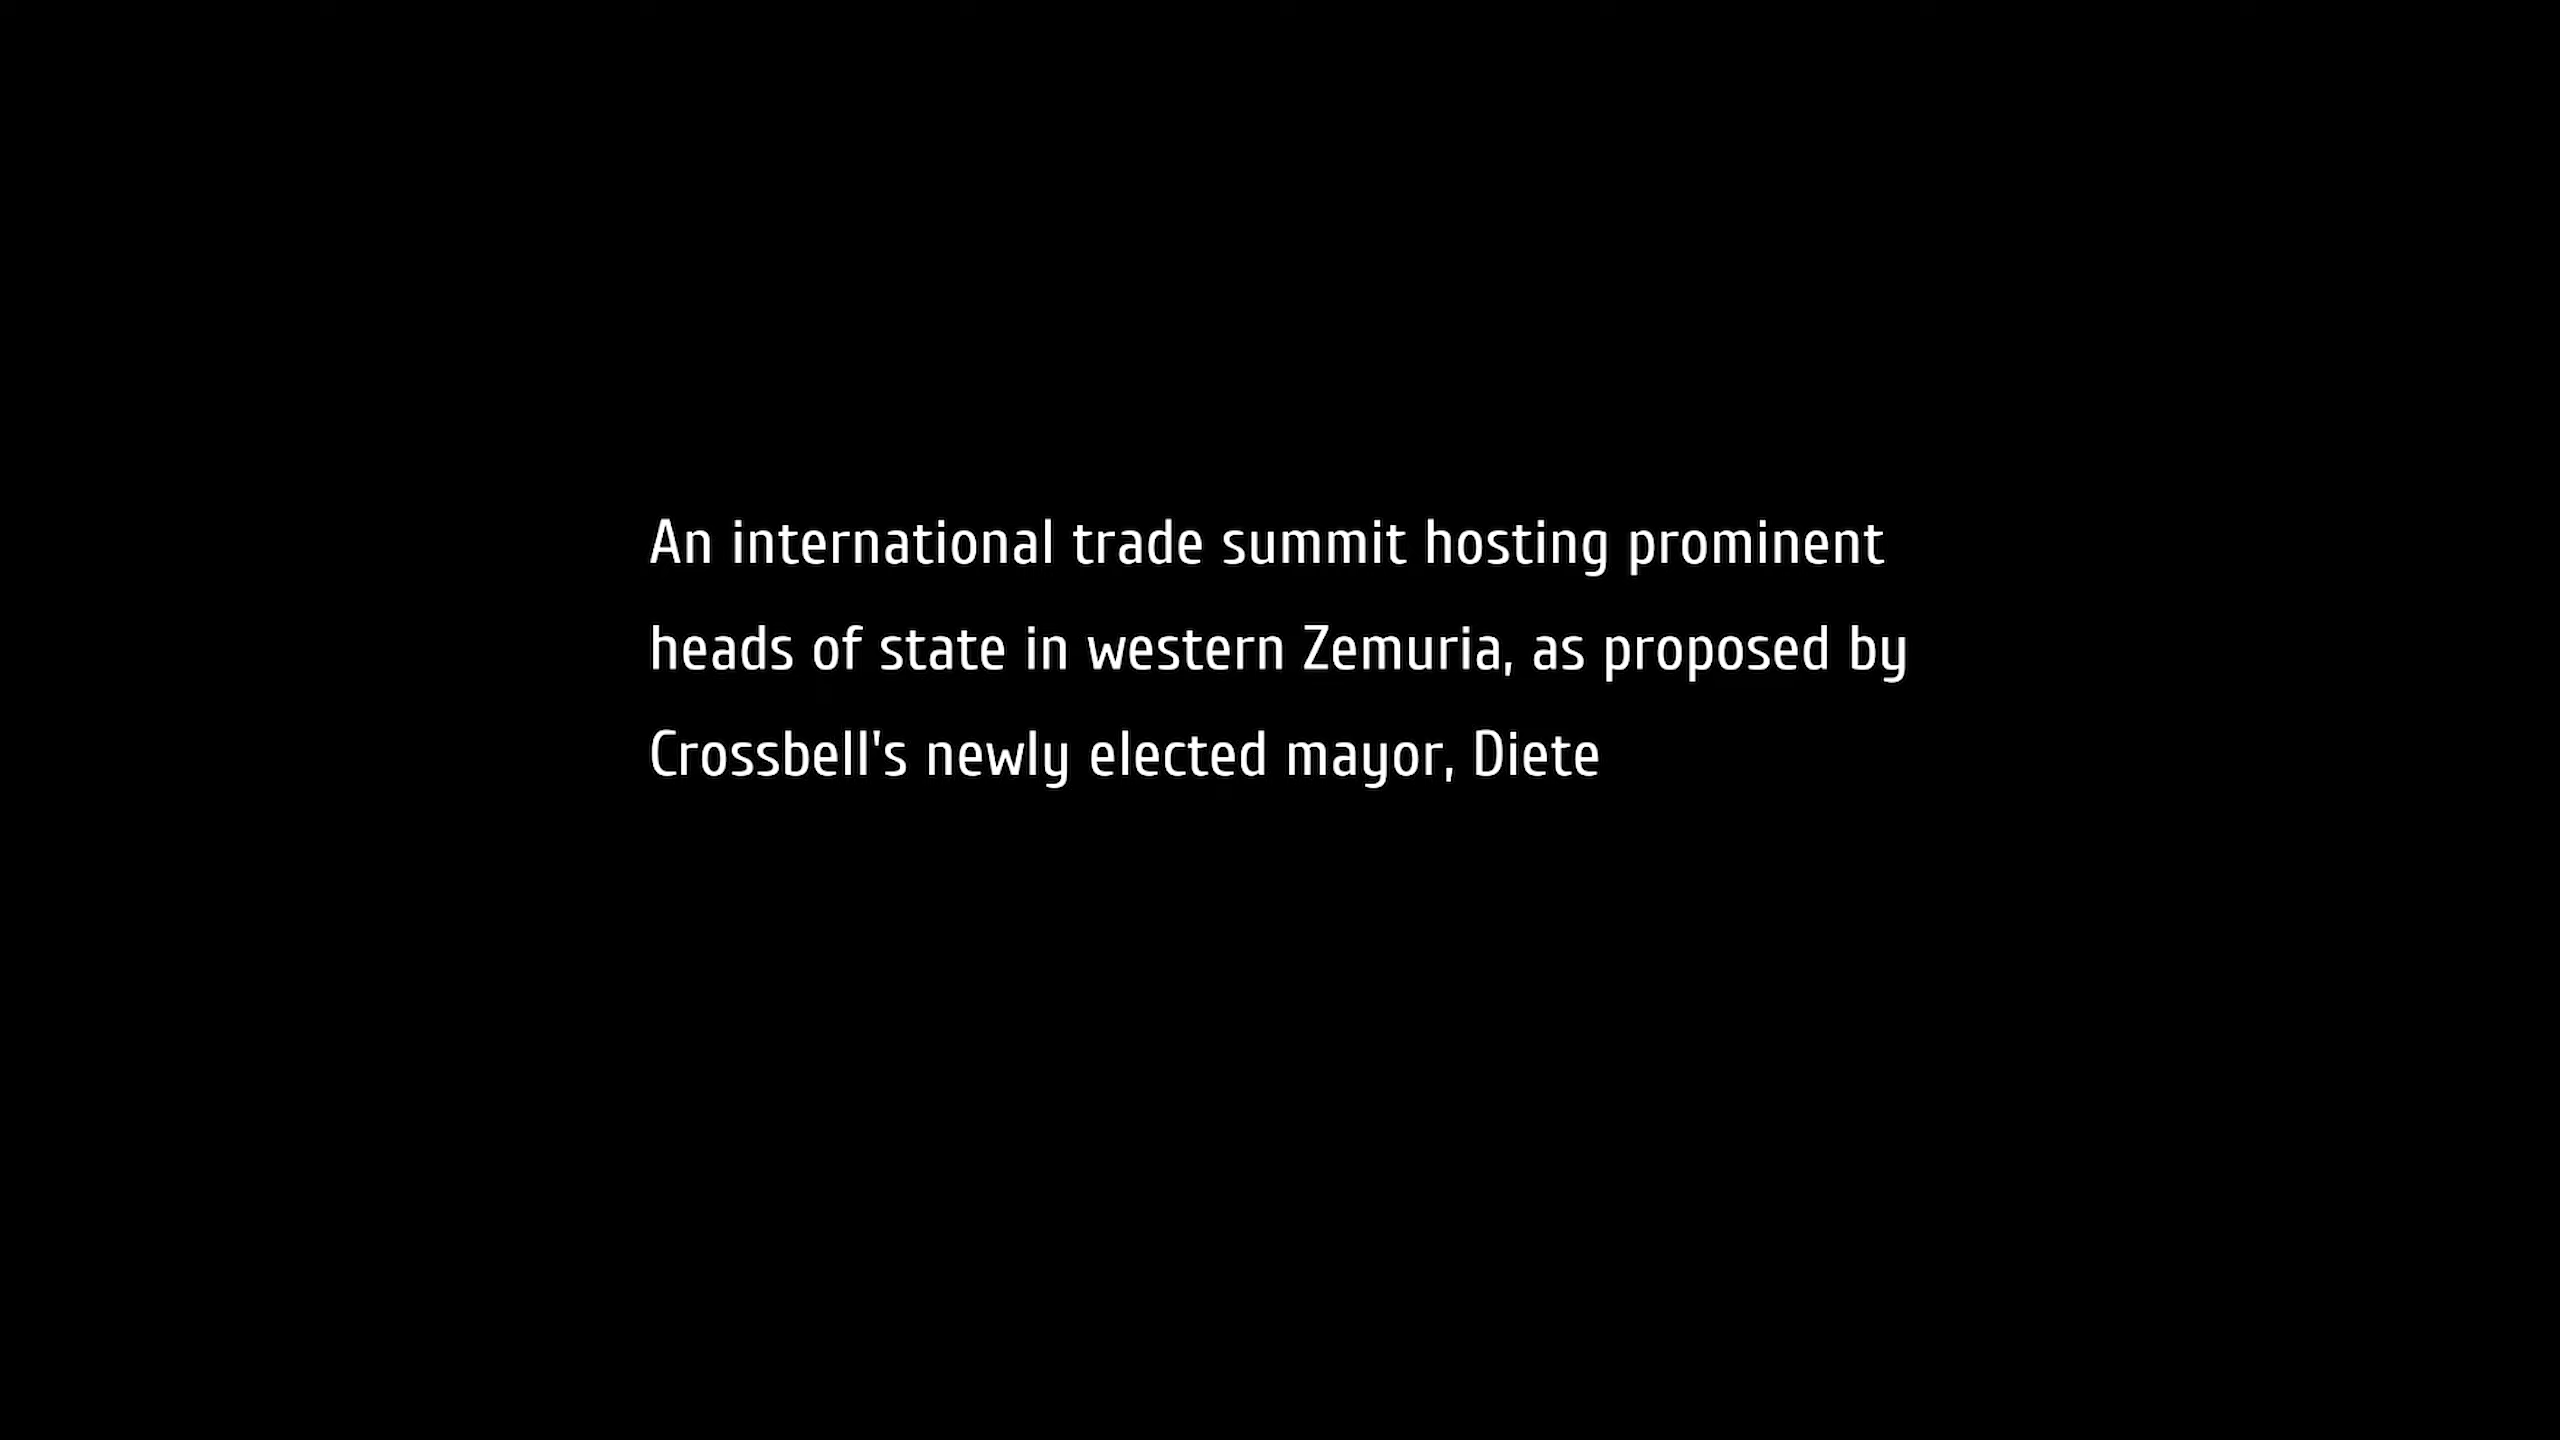 An international trade summit hosting prominent
heads of state in western Zemuria, as proposed by
Crossbell's newly elected mayor, Diete